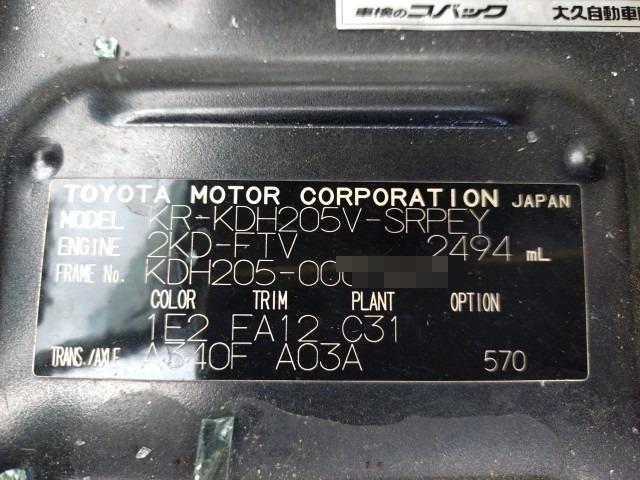 車検のコバック 大久自動車
TOYOTA MOTOR CORPORATION JAPAN
MODEL KR-KDH205V-SRPEY
ENGINE 2KD-FTV 2494 mL
FRAME No. KDH205-000
COLOR TRIM PLANT OPTION
1E2 FA12 C31
TRANS./AXLE A340F A03A 570